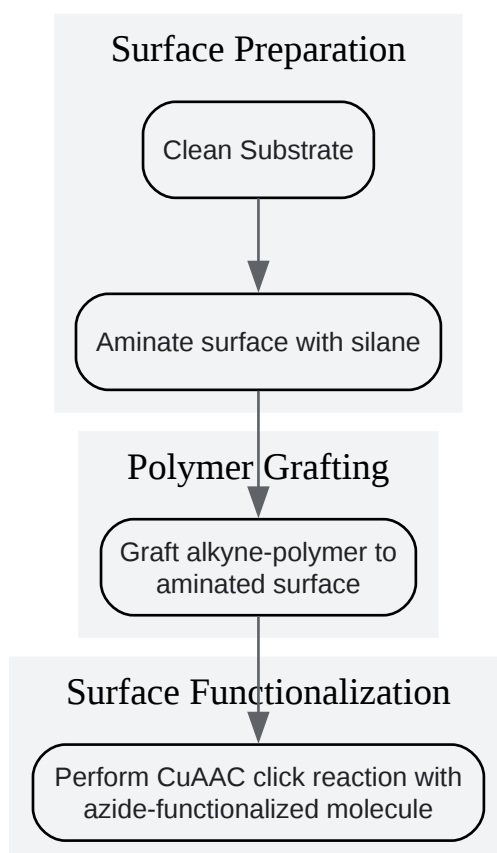 Surface Preparation
Clean Substrate
Aminate surface with silane
Polymer Grafting
Graft alkyne-polymer to
aminated surface
Surface Functionalization
Perform CuAAC click reaction with
azide-functionalized molecule